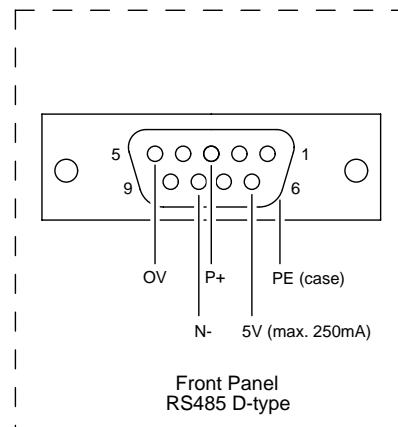 5 1
9 6
OV P+ PE (case)
N- 5V (max. 250mA)
Front Panel
RS485 D-type